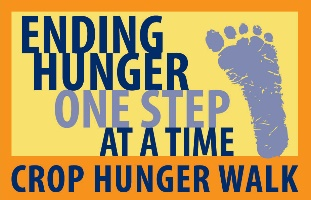 ENDING
HUNGER
ONE STEP
AT A TIME
CROP HUNGER WALK